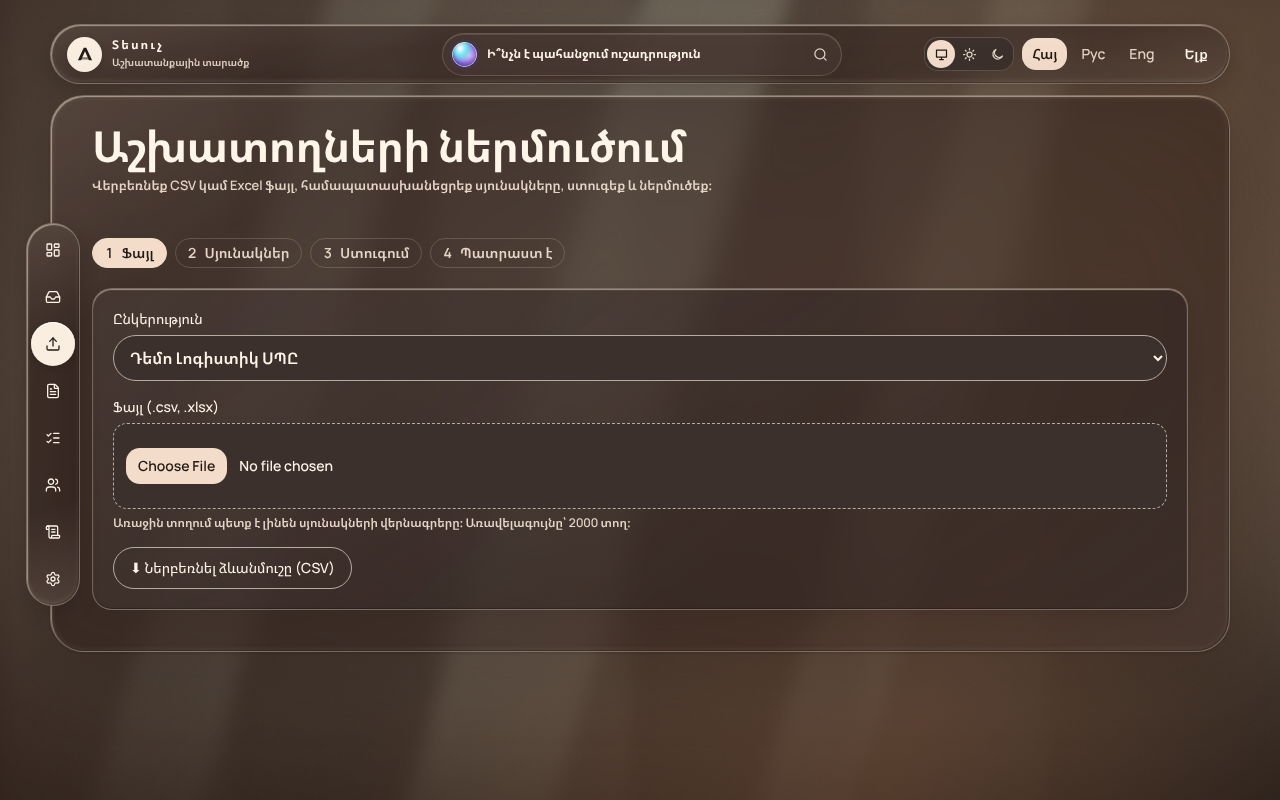 Տեսուչ
Աշխատանքային տարածք
Ի՞նչն է պահանջում ուշադրություն
Հայ
Рус
Eng
Ելք
Աշխատողների ներմուծում
Վերբեռնեք CSV կամ Excel ֆայլ, համապատասխանեցրեք սյունակները, ստուգեք և ներմուծեք։
1 Ֆայլ
2 Սյունակներ
3 Ստուգում
4 Պատրաստ է
Ընկերություն
Դեմո Լոգիստիկ ՍՊԸ
Ֆայլ (.csv, .xlsx)
Choose File No file chosen
Առաջին տողում պետք է լինեն սյունակների վերնագրերը։ Առավելագույնը՝ 2000 տող։
⬇ Ներբեռնել ձևանմուշը (CSV)